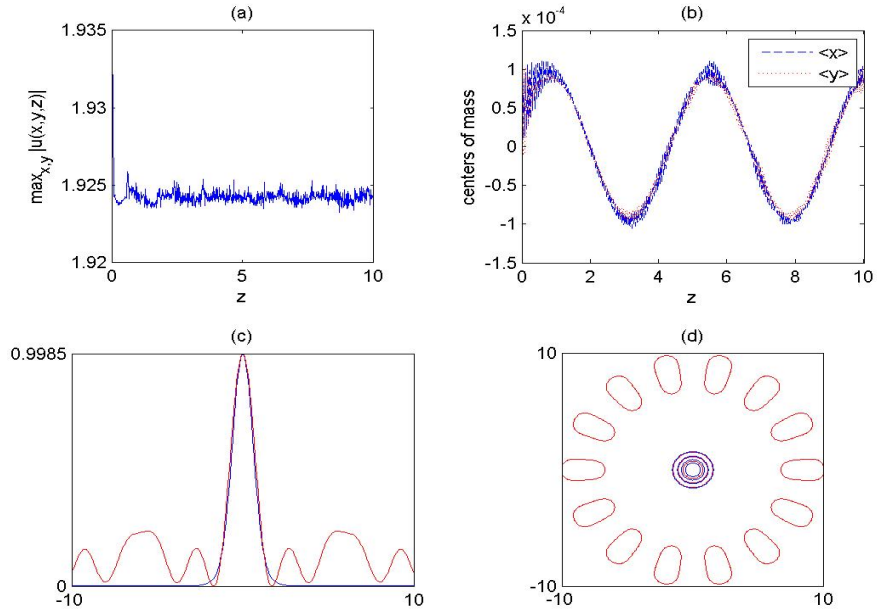 (a)
1.935
1.93
1.925
1.92
max_{x,y} |u(x,y,z)|
0
5
10
z
(b)
x 10^{-4}
1.5
1
0.5
0
-0.5
-1
-1.5
centers of mass
<x>
<y>
0
2
4
6
8
10
z
(c)
0.9985
0
-10
10
(d)
10
-10
-10
10